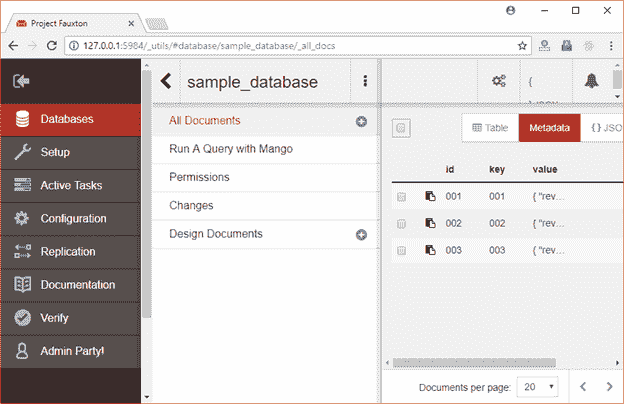 Project Fauxton
127.0.0.1:5984/_utils/#database/sample_database/_all_docs
sample_database
{
Databases
Setup
Active Tasks
Configuration
Replication
Documentation
Verify
Admin Party!
All Documents
Run A Query with Mango
Permissions
Changes
Design Documents
Table
Metadata
{ } JSO
id key value
001 001 { "rev...
002 002 { "rev...
003 003 { "rev...
Documents per page: 20